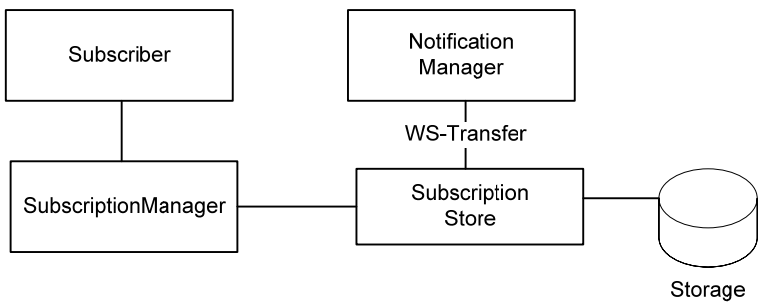 Subscriber
Notification
Manager
WS-Transfer
SubscriptionManager
Subscription
Store
Storage